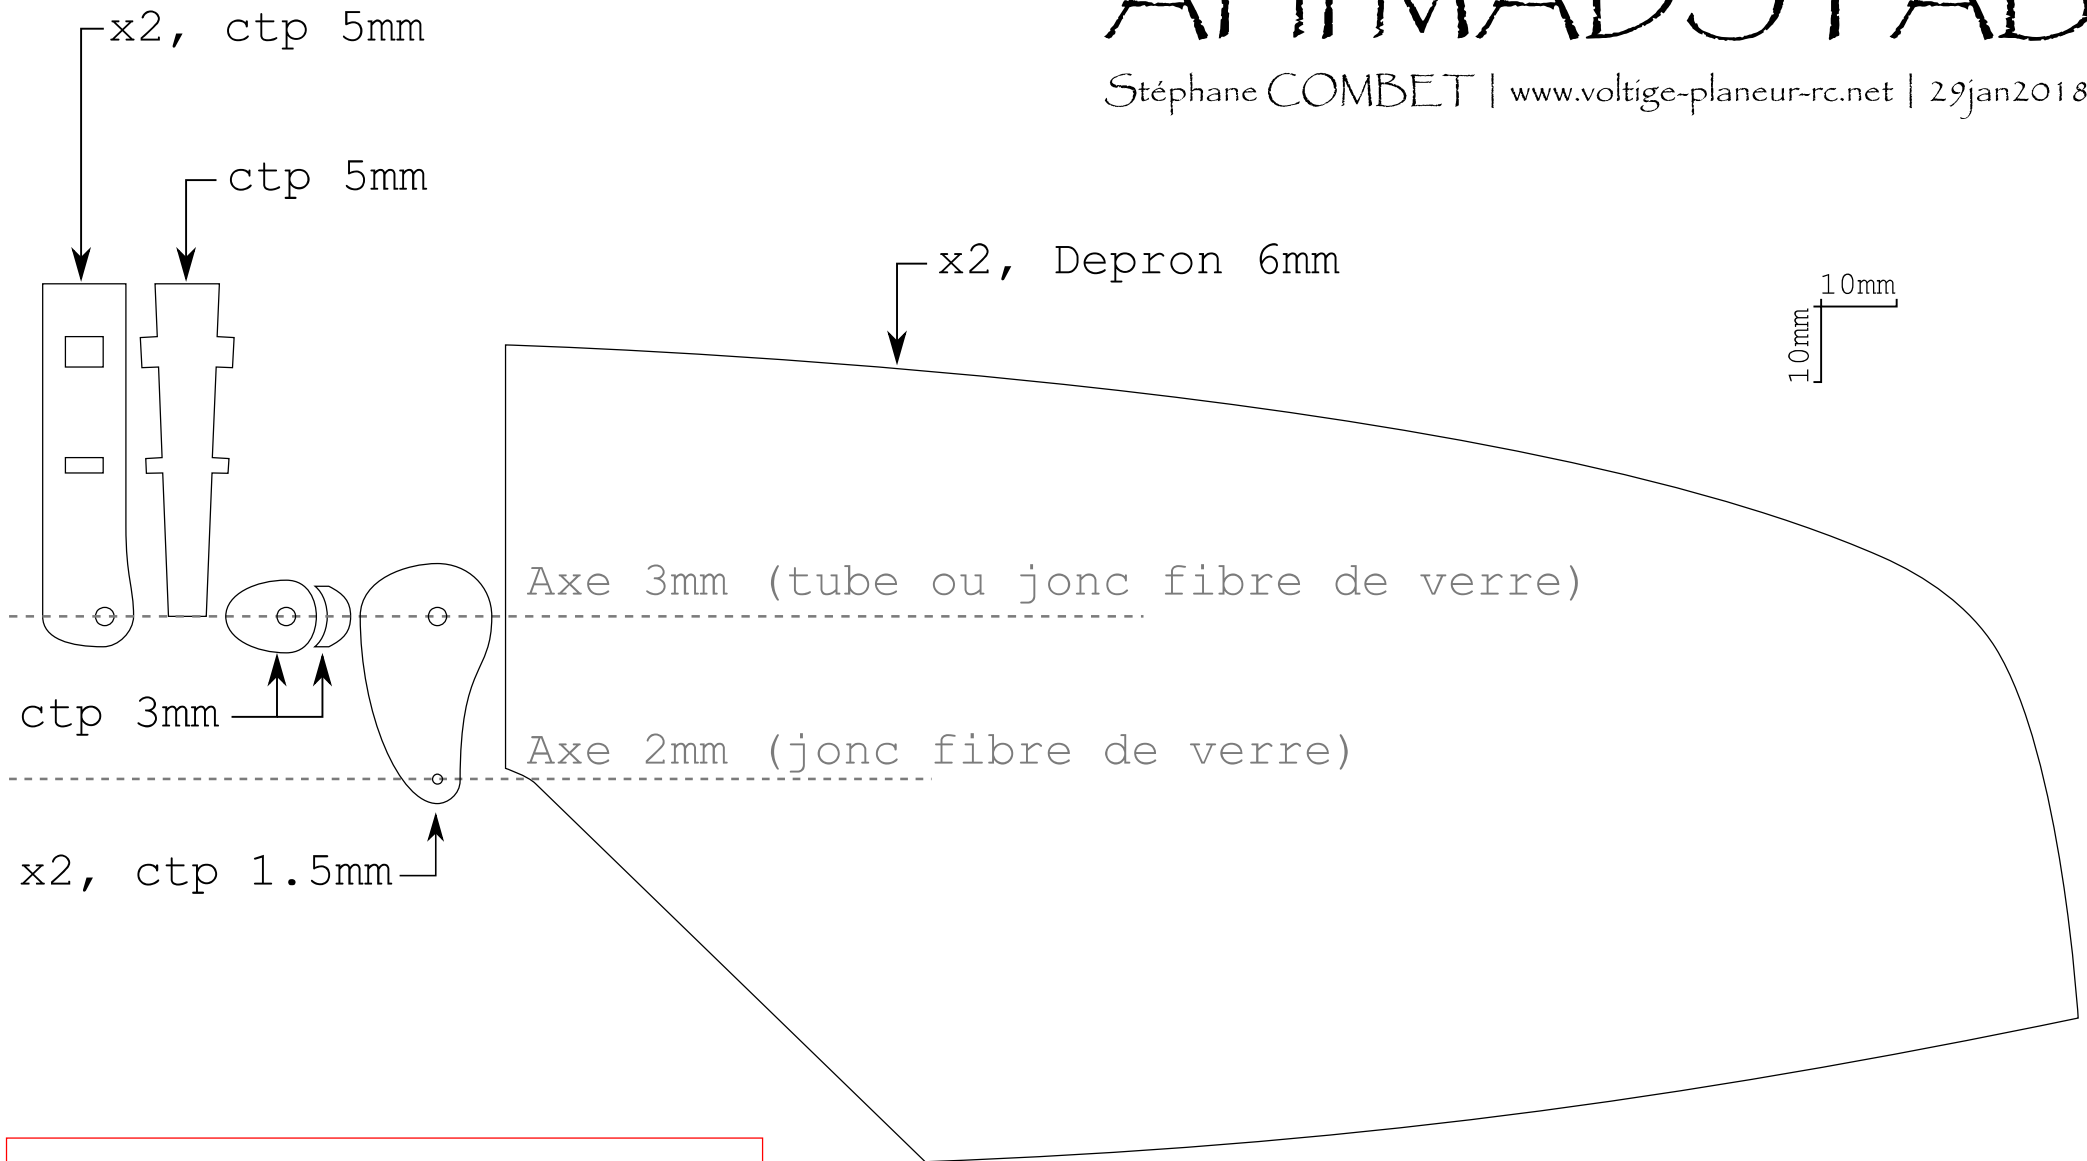 x2, ctp 5mm
Stéphane COMBET | www.voltige-planeur-rc.net | 29jan2018
ctp 5mm
x2, Depron 6mm
10mm
10mm
Axe 3mm (tube ou jonc fibre de verre)
ctp 3mm
Axe 2mm (jonc fibre de verre)
x2, ctp 1.5mm